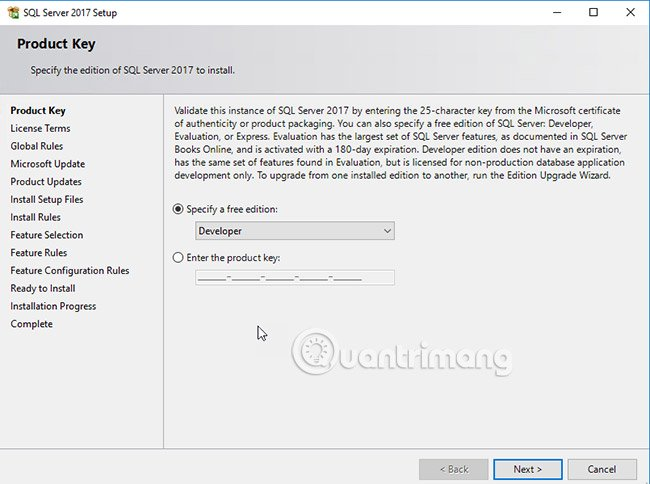 SQL Server 2017 Setup
Product Key
Specify the edition of SQL Server 2017 to install.
Product Key
License Terms
Global Rules
Microsoft Update
Product Updates
Install Setup Files
Install Rules
Feature Selection
Feature Rules
Feature Configuration Rules
Ready to Install
Installation Progress
Complete
Validate this instance of SQL Server 2017 by entering the 25-character key from the Microsoft certificate
of authenticity or product packaging. You can also specify a free edition of SQL Server: Developer,
Evaluation, or Express. Evaluation has the largest set of SQL Server features, as documented in SQL Server
Books Online, and is activated with a 180-day expiration. Developer edition does not have an expiration,
has the same set of features found in Evaluation, but is licensed for non-production database application
development only. To upgrade from one installed edition to another, run the Edition Upgrade Wizard.
Specify a free edition:
Developer
Enter the product key:
_____-_____-_____-_____-_____
Quantrimang
< Back
Next >
Cancel